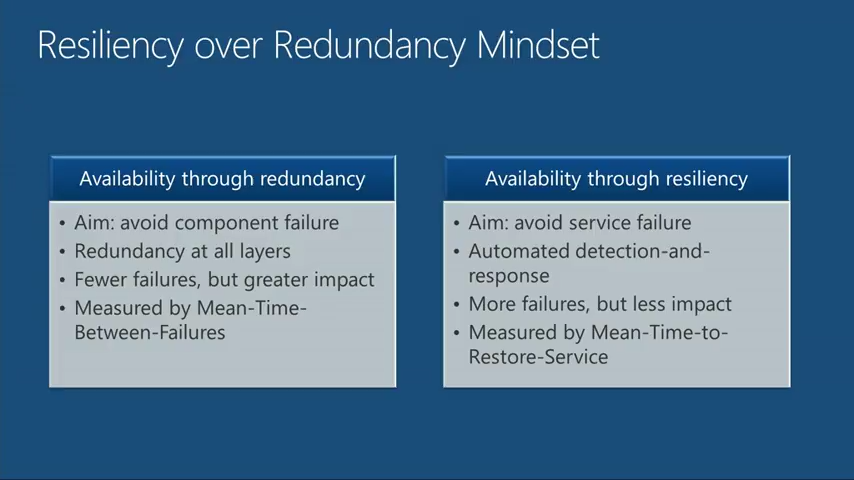 Resiliency over Redundancy Mindset
Availability through redundancy
• Aim: avoid component failure
• Redundancy at all layers
• Fewer failures, but greater impact
• Measured by Mean-Time-
Between-Failures
Availability through resiliency
• Aim: avoid service failure
• Automated detection-and-
response
• More failures, but less impact
• Measured by Mean-Time-to-
Restore-Service